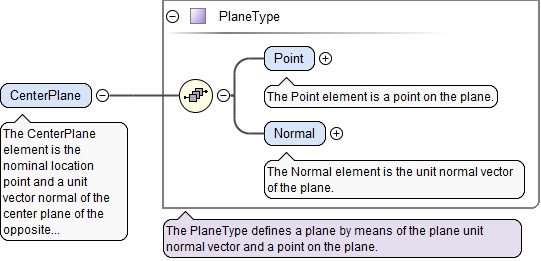 PlaneType
Point
The Point element is a point on the plane.
CenterPlane
The CenterPlane
element is the
nominal location
point and a unit
vector normal of the
center plane of the
opposite...
Normal
The Normal element is the unit normal vector
of the plane.
The PlaneType defines a plane by means of the plane unit
normal vector and a point on the plane.